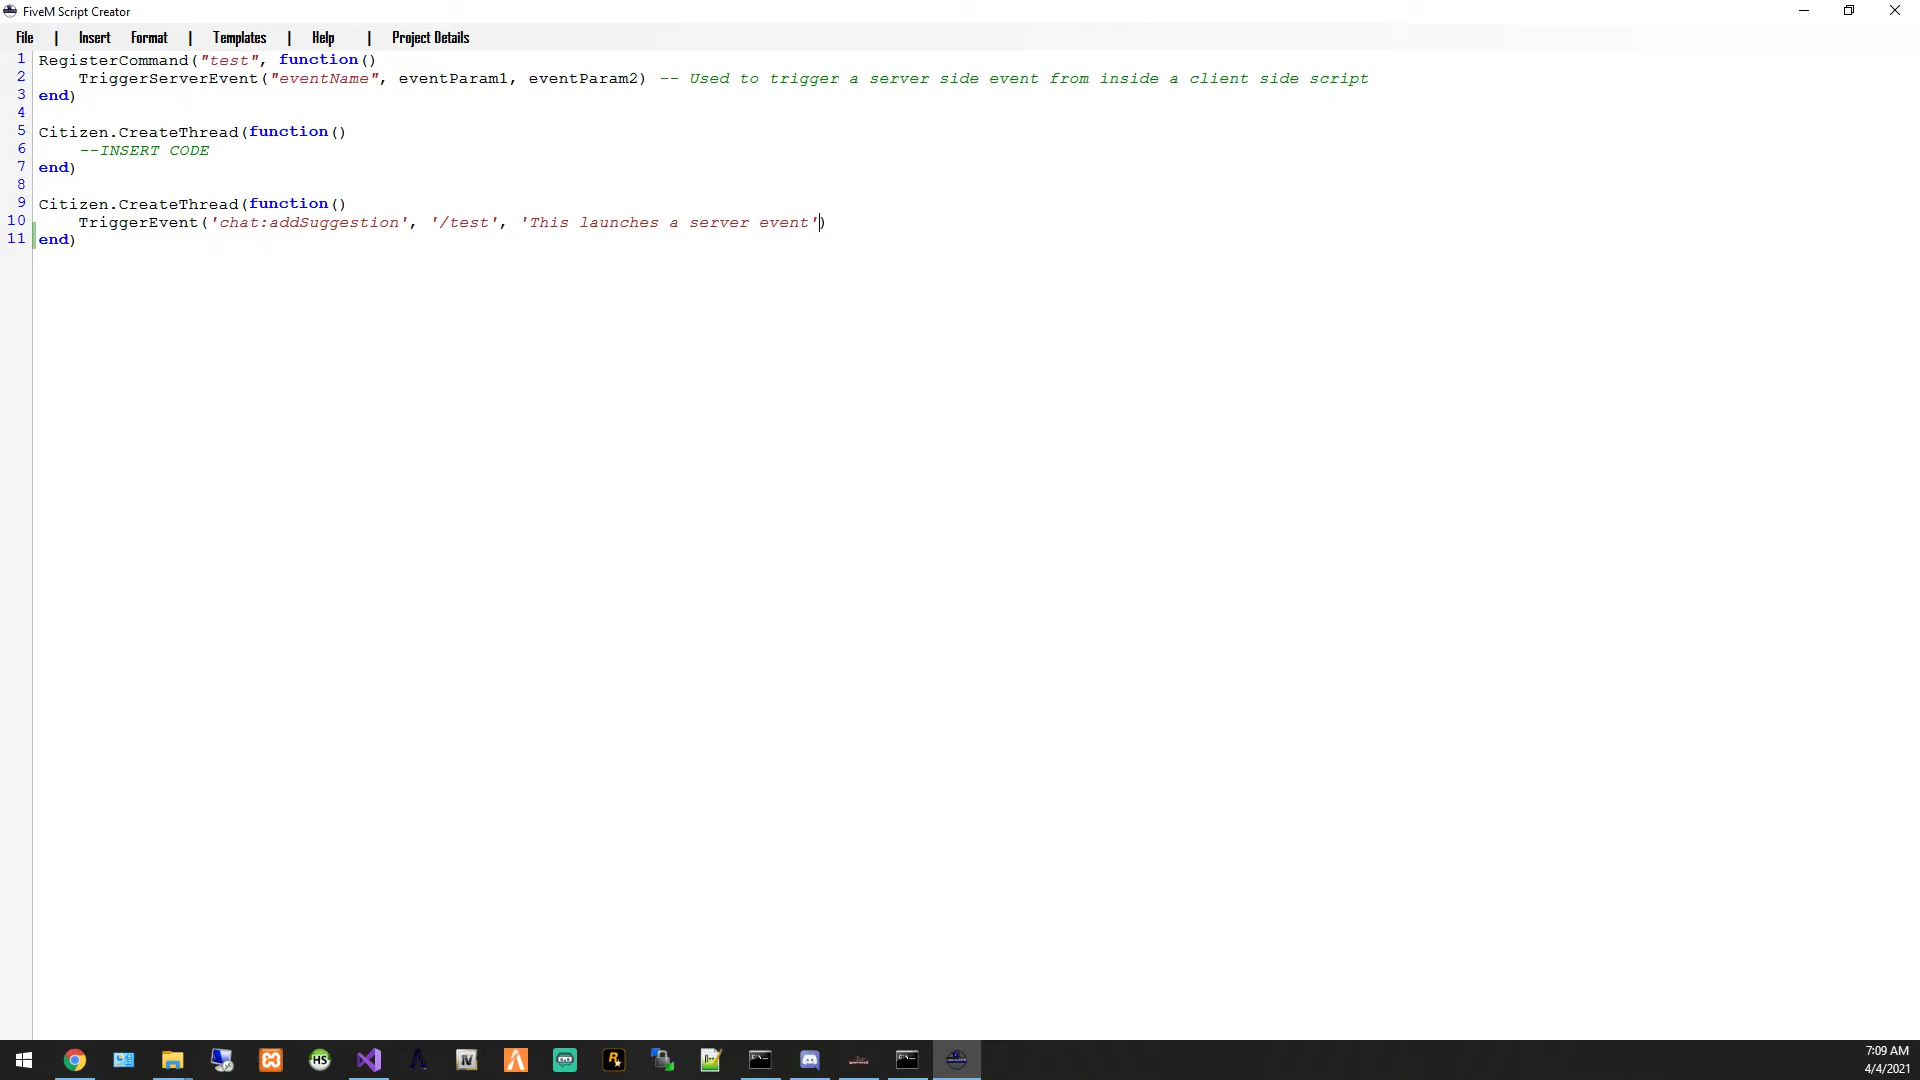 FiveM Script Creator
File | Insert Format | Templates | Help | Project Details
1 RegisterCommand("test", function()
2     TriggerServerEvent("eventName", eventParam1, eventParam2) -- Used to trigger a server side event from inside a client side script
3 end)
4
5 Citizen.CreateThread(function()
6     --INSERT CODE
7 end)
8
9 Citizen.CreateThread(function()
10     TriggerEvent('chat:addSuggestion', '/test', 'This launches a server event')
11 end)
HS IV R
7:09 AM
4/4/2021